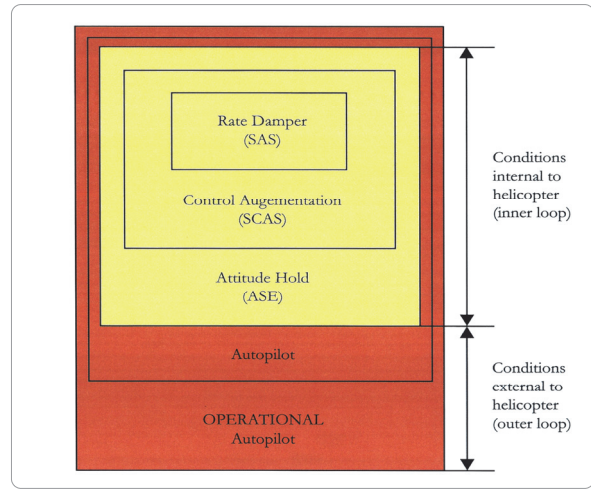 Rate Damper
(SAS)
Control Augementation
(SCAS)
Attitude Hold
(ASE)
Autopilot
OPERATIONAL
Autopilot
Conditions
internal to
helicopter
(inner loop)
Conditions
external to
helicopter
(outer loop)